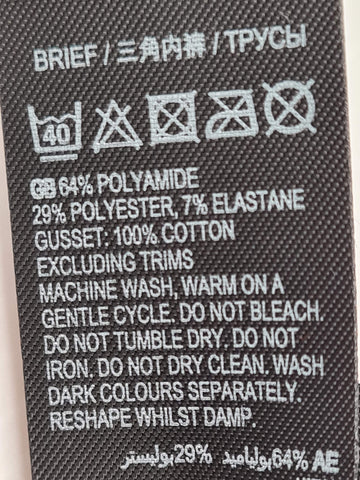 BRIEF / 三角内裤 / ТРУСЫ
40
GB 64% POLYAMIDE
29% POLYESTER, 7% ELASTANE
GUSSET: 100% COTTON
EXCLUDING TRIMS
MACHINE WASH, WARM ON A
GENTLE CYCLE. DO NOT BLEACH.
DO NOT TUMBLE DRY. DO NOT
IRON. DO NOT DRY CLEAN. WASH
DARK COLOURS SEPARATELY.
RESHAPE WHILST DAMP.
AE 64% بولياميد، 29% بوليستر